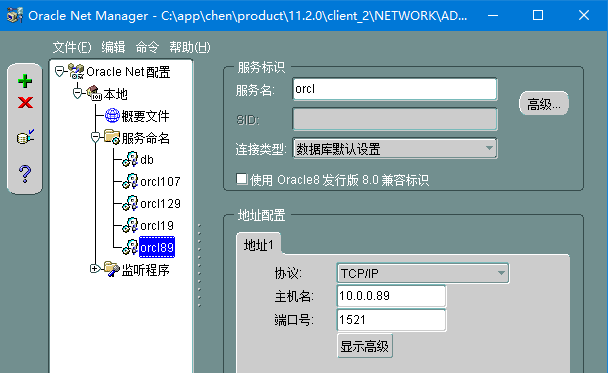 Oracle Net Manager - C:\app\chen\product\11.2.0\client_2\NETWORK\AD...
文件(F) 编辑 命令 帮助(H)
Oracle Net 配置
本地
概要文件
服务命名
db
orcl107
orcl129
orcl19
orcl89
监听程序
服务标识
服务名: orcl
高级...
SID:
连接类型: 数据库默认设置
使用 Oracle8 发行版 8.0 兼容标识
地址配置
地址1
协议: TCP/IP
主机名: 10.0.0.89
端口号: 1521
显示高级